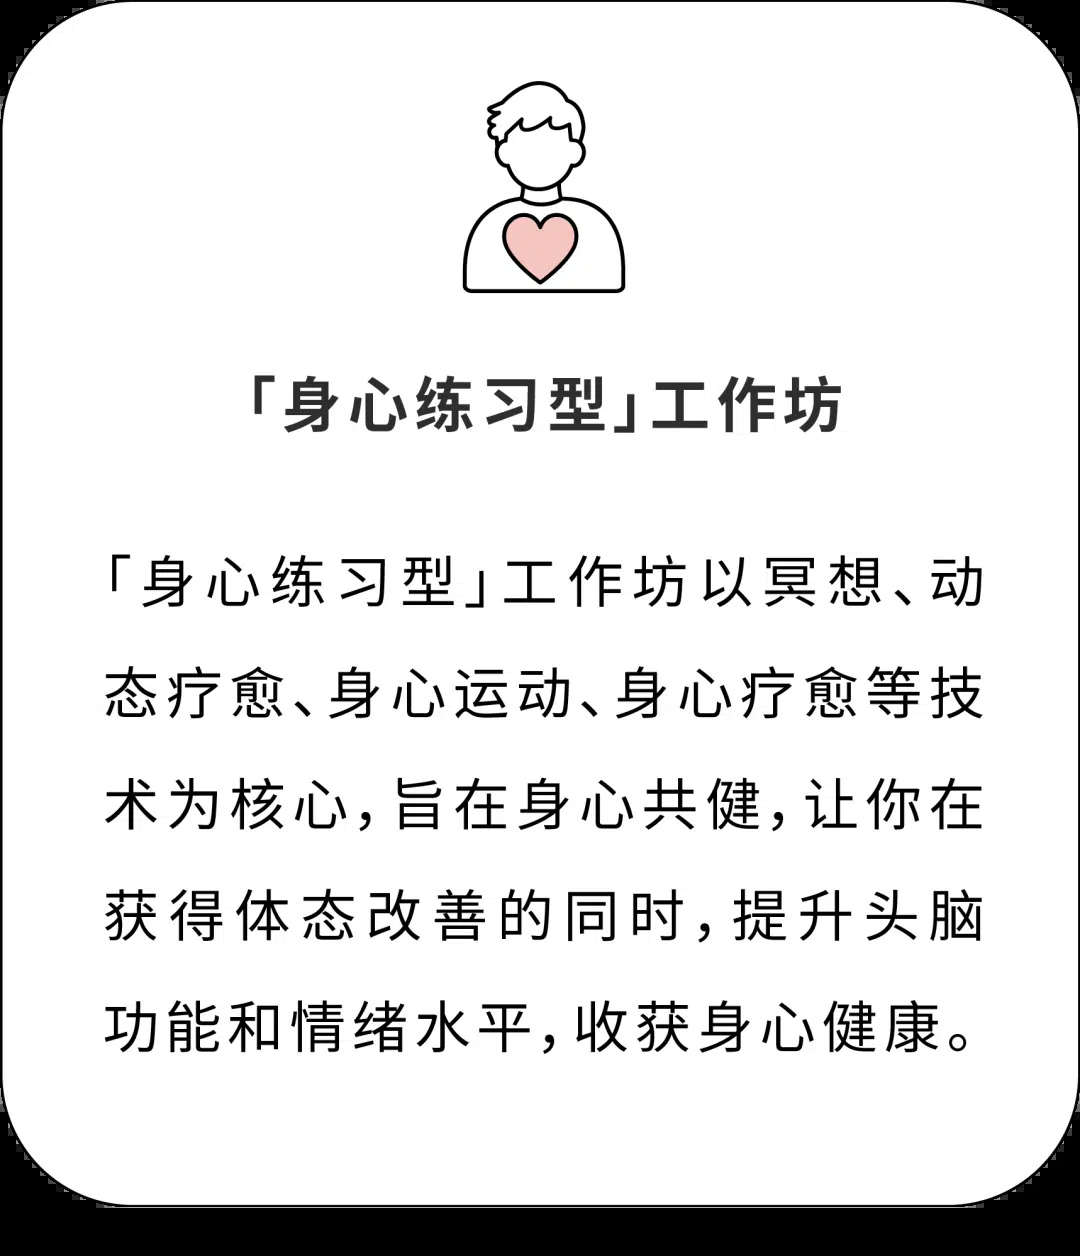 「身心练习型」工作坊
「身心练习型」工作坊以冥想、动
态疗愈、身心运动、身心疗愈等技
术为核心，旨在身心共健，让你在
获得体态改善的同时，提升头脑
功能和情绪水平，收获身心健康。